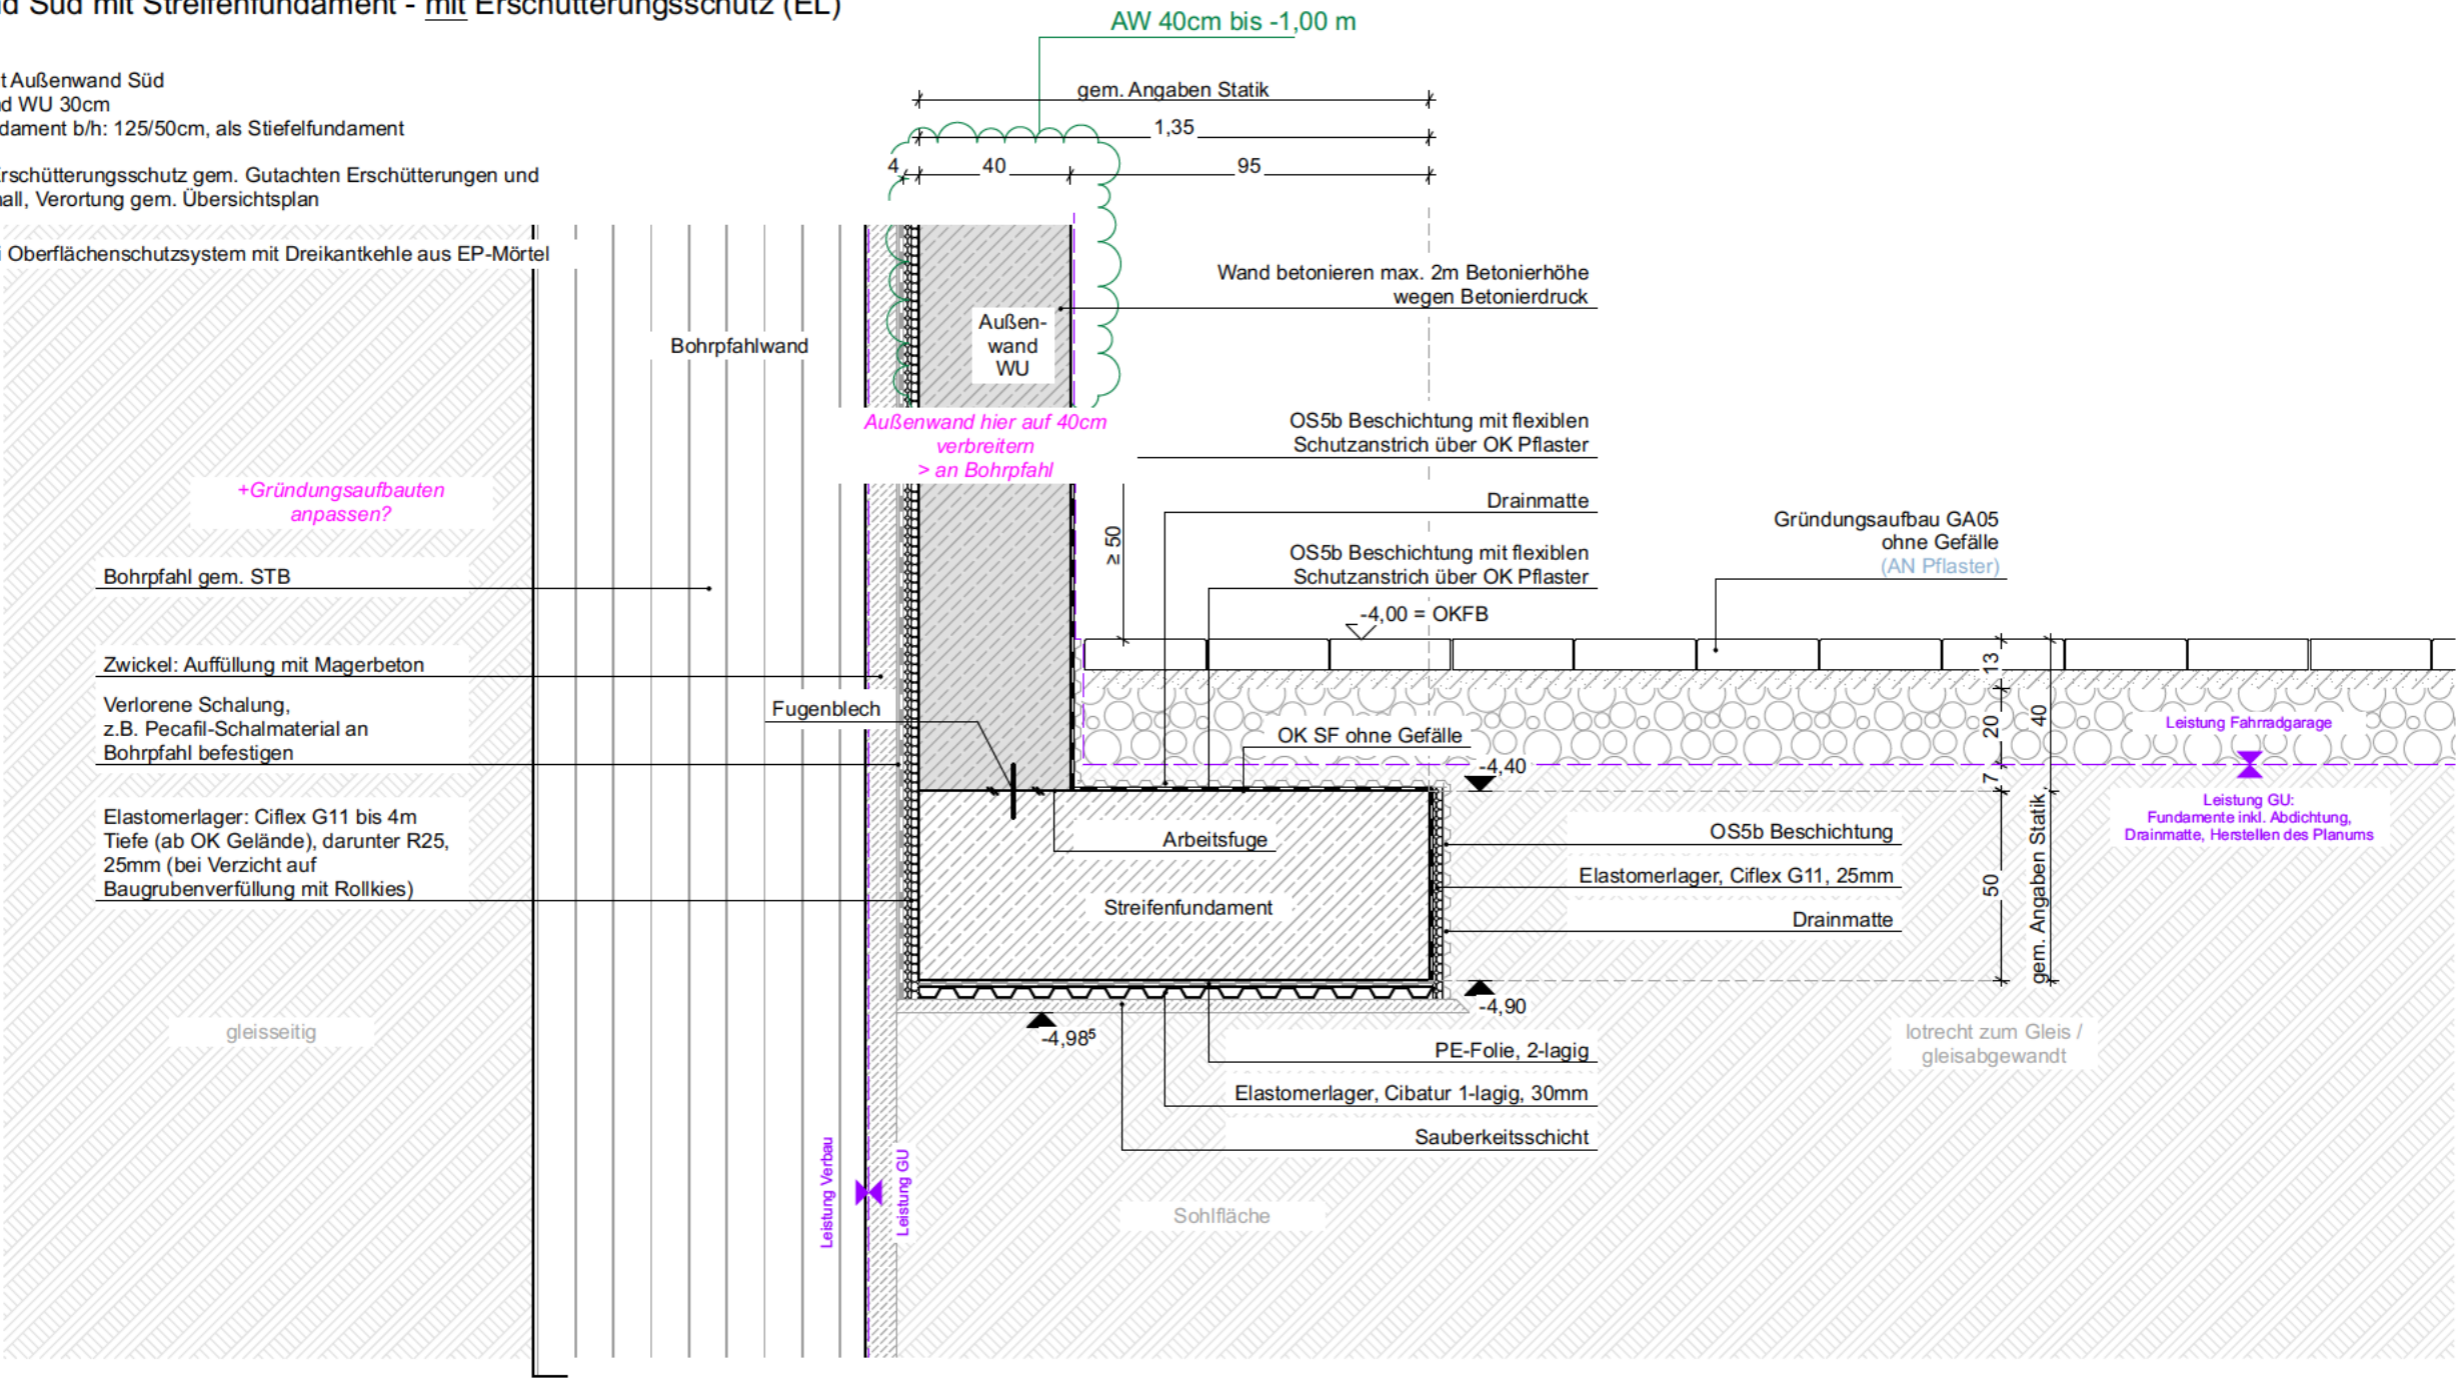 d Süd mit Streifenfundament - mit Erschütterungsschutz (EL)
AW 40cm bis -1,00 m
t Außenwand Süd
d WU 30cm
dament b/h: 125/50cm, als Stiefelfundament
rschütterungsschutz gem. Gutachten Erschütterungen und
all, Verortung gem. Übersichtsplan
i Oberflächenschutzsystem mit Dreikantkehle aus EP-Mörtel
gem. Angaben Statik
1,35
4
40
95
Wand betonieren max. 2m Betonierhöhe
wegen Betonierdruck
Außen-
wand
WU
Bohrpfahlwand
Außenwand hier auf 40cm
verbreitern
> an Bohrpfahl
OS5b Beschichtung mit flexiblen
Schutzanstrich über OK Pflaster
+Gründungsaufbauten
anpassen?
Drainmatte
≥ 50
OS5b Beschichtung mit flexiblen
Schutzanstrich über OK Pflaster
Gründungsaufbau GA05
ohne Gefälle
(AN Pflaster)
Bohrpfahl gem. STB
-4,00 = OKFB
Zwickel: Auffüllung mit Magerbeton
Verlorene Schalung,
z.B. Pecafil-Schalmaterial an
Bohrpfahl befestigen
Fugenblech
OK SF ohne Gefälle
-4,40
13
20
7
40
50
gem. Angaben Statik
Leistung Fahrradgarage
Leistung GU:
Fundamente inkl. Abdichtung,
Drainmatte, Herstellen des Planums
Elastomerlager: Ciflex G11 bis 4m
Tiefe (ab OK Gelände), darunter R25,
25mm (bei Verzicht auf
Baugrubenverfüllung mit Rollkies)
Arbeitsfuge
Streifenfundament
OS5b Beschichtung
Elastomerlager, Ciflex G11, 25mm
Drainmatte
-4,90
-4,98⁵
gleisseitig
lotrecht zum Gleis /
gleisabgewandt
PE-Folie, 2-lagig
Elastomerlager, Cibatur 1-lagig, 30mm
Sauberkeitsschicht
Leistung Verbau
Leistung GU
Sohlfläche